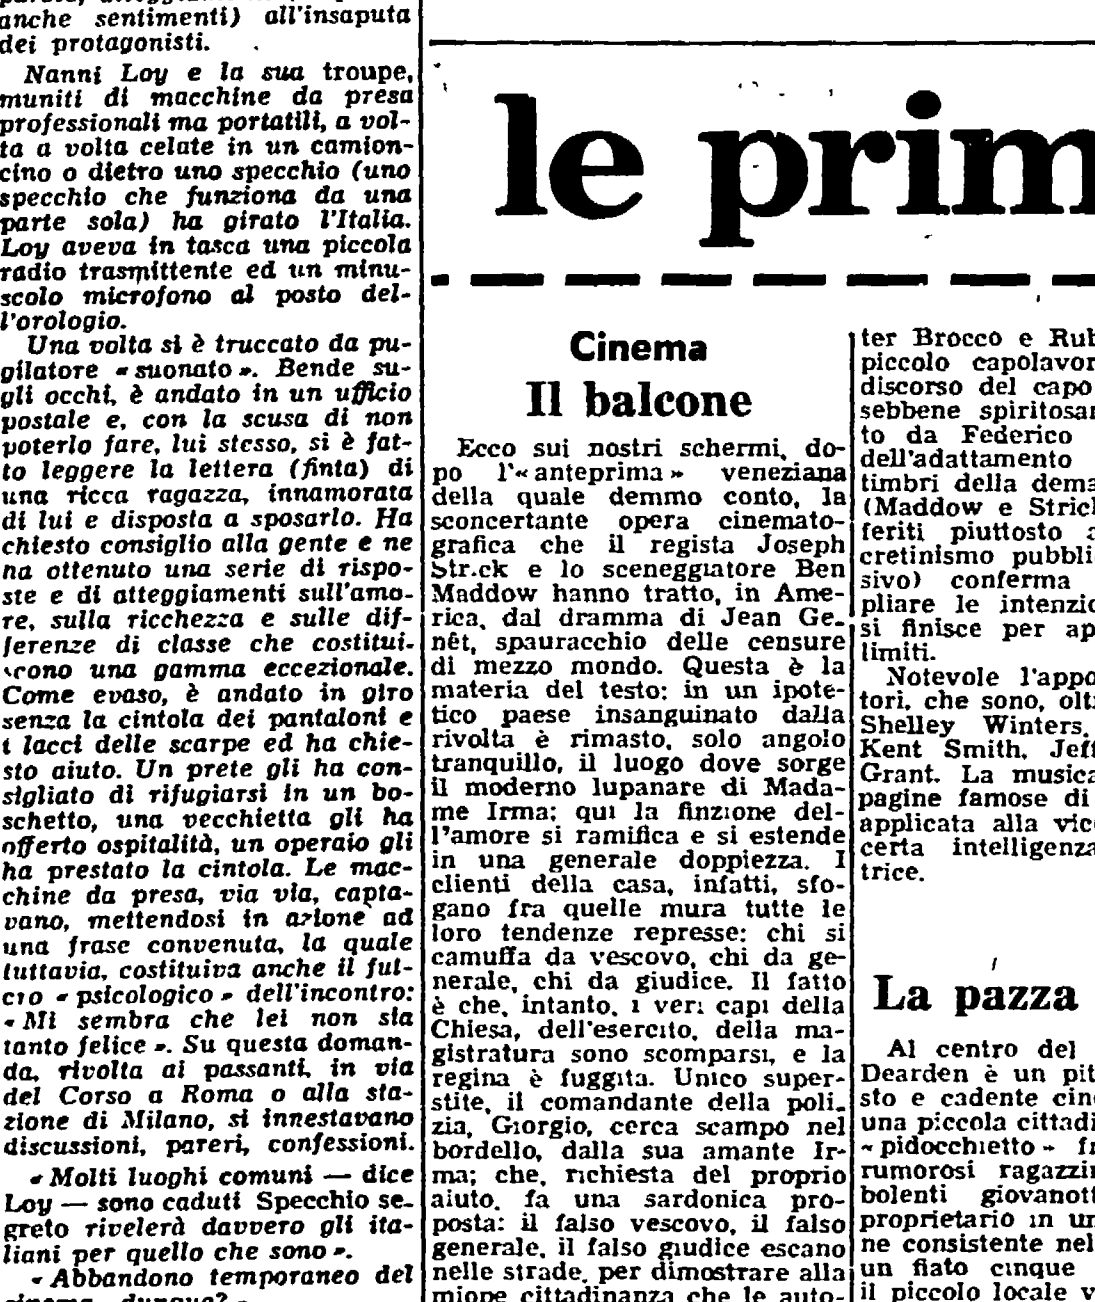 anche sentimenti) all'insaputa
dei protagonisti.
Nanni Loy e la sua troupe,
muniti di macchine da presa
professionali ma portatili, a vol-
ta a volta celate in un camion-
cino o dietro uno specchio (uno
specchio che funziona da una
parte sola) ha girato l'Italia.
Loy aveva in tasca una piccola
radio trasmittente ed un minu-
scolo microfono al posto del-
l'orologio.
Una volta si è truccato da pu-
gilatore « suonato ». Bende su-
gli occhi, è andato in un ufficio
postale e, con la scusa di non
poterlo fare, lui stesso, si è fat-
to leggere la lettera (finta) di
una ricca ragazza, innamorata
di lui e disposta a sposarlo. Ha
chiesto consiglio alla gente e ne
ha ottenuto una serie di rispo-
ste e di atteggiamenti sull'amo-
re, sulla ricchezza e sulle dif-
ferenze di classe che costitui-
scono una gamma eccezionale.
Come evaso, è andato in giro
senza la cintola dei pantaloni e
i lacci delle scarpe ed ha chie-
sto aiuto. Un prete gli ha con-
sigliato di rifugiarsi in un bo-
schetto, una vecchietta gli ha
offerto ospitalità, un operaio gli
ha prestato la cintola. Le mac-
chine da presa, via via, capta-
vano, mettendosi in azione ad
una frase convenuta, la quale
tuttavia, costituiva anche il ful-
cro « psicologico » dell'incontro:
« Mi sembra che lei non sia
tanto felice ». Su questa doman-
da, rivolta ai passanti, in via
del Corso a Roma o alla sta-
zione di Milano, si innestavano
discussioni, pareri, confessioni.
« Molti luoghi comuni — dice
Loy — sono caduti Specchio se-
greto rivelerà davvero gli ita-
liani per quello che sono ».
« Abbandono temporaneo del
le prim
Cinema
Il balcone
Ecco sui nostri schermi, do-
po l'« anteprima » veneziana
della quale demmo conto, la
sconcertante opera cinemato-
grafica che il regista Joseph
Strick e lo sceneggiatore Ben
Maddow hanno tratto, in Ame-
rica, dal dramma di Jean Ge-
nêt, spauracchio delle censure
di mezzo mondo. Questa è la
materia del testo: in un ipote-
tico paese insanguinato dalla
rivolta è rimasto, solo angolo
tranquillo, il luogo dove sorge
il moderno lupanare di Mada-
me Irma; qui la finzione del-
l'amore si ramifica e si estende
in una generale doppiezza. I
clienti della casa, infatti, sfo-
gano fra quelle mura tutte le
loro tendenze represse: chi si
camuffa da vescovo, chi da ge-
nerale, chi da giudice. Il fatto
è che, intanto, i veri capi della
Chiesa, dell'esercito, della ma-
gistratura sono scomparsi, e la
regina è fuggita. Unico super-
stite, il comandante della poli-
zia, Giorgio, cerca scampo nel
bordello, dalla sua amante Ir-
ma; che, richiesta del proprio
aiuto, fa una sardonica pro-
posta: il falso vescovo, il falso
generale, il falso giudice escano
nelle strade, per dimostrare alla
miope cittadinanza che le auto-
ter Brocco e Rub
piccolo capolavor
discorso del capo
sebbene spiritosam
to da Federico
dell'adattamento
timbri della dema
(Maddow e Strick
feriti piuttosto a
cretinismo pubblic
sivo) conferma
pliare le intenzio
si finisce per ap
limiti.
Notevole l'appo
tori, che sono, olt
Shelley Winters,
Kent Smith, Jeff
Grant. La musica
pagine famose di
applicata alla vice
certa intelligenza
trice.
La pazza
Al centro del
Dearden è un pit
sto e cadente cine
una piccola cittadi
« pidocchietto » fr
rumorosi ragazzin
bolenti giovanott
proprietario in un
ne consistente nel
un fiato cinque
il piccolo locale v